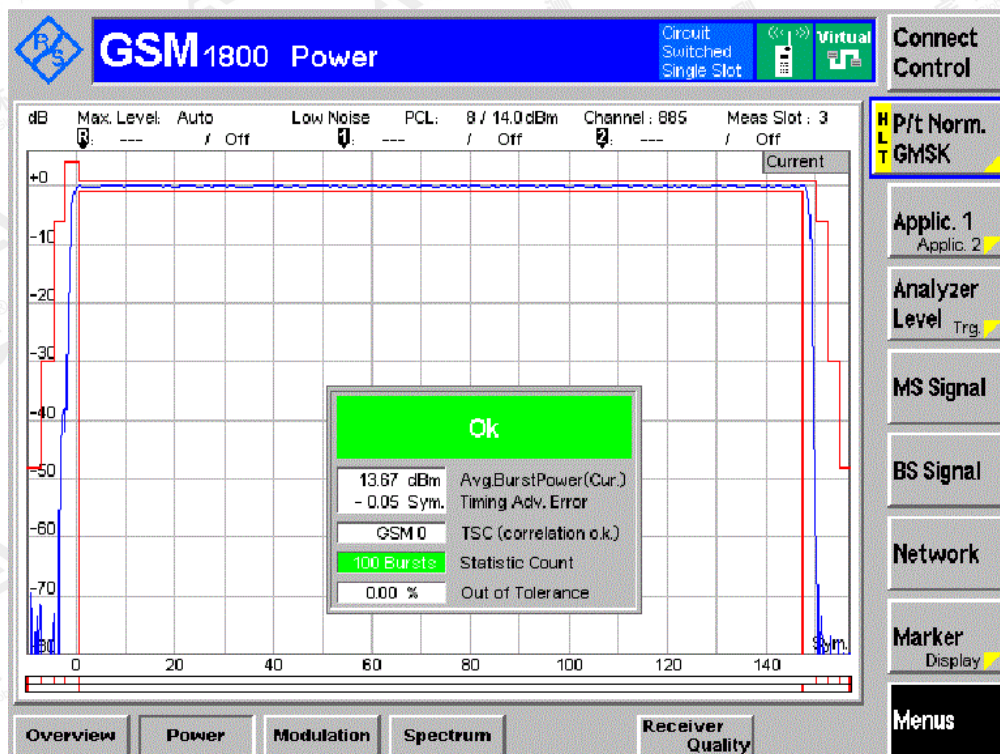 R S
GSM 1800 Power
Circuit Switched Single Slot
Virtual
Connect Control
dB Max. Level: Auto Low Noise PCL: 8 / 14.0 dBm Channel : 885 Meas Slot : 3
R : --- / Off 1 : --- / Off 2 : --- / Off
Current
H L T
P/t Norm. GMSK
Applic. 1
Applic. 2
Analyzer Level Trg.
MS Signal
BS Signal
Network
Marker
Display
Menus
+0
-10
-20
-30
-40
-50
-60
-70
-80
Ok
13.67 dBm Avg.BurstPower(Cur.)
- 0.05 Sym. Timing Adv. Error
GSM 0 TSC (correlation o.k.)
100 Bursts Statistic Count
0.00 % Out of Tolerance
Sym.
0 20 40 60 80 100 120 140
Overview Power Modulation Spectrum Receiver Quality